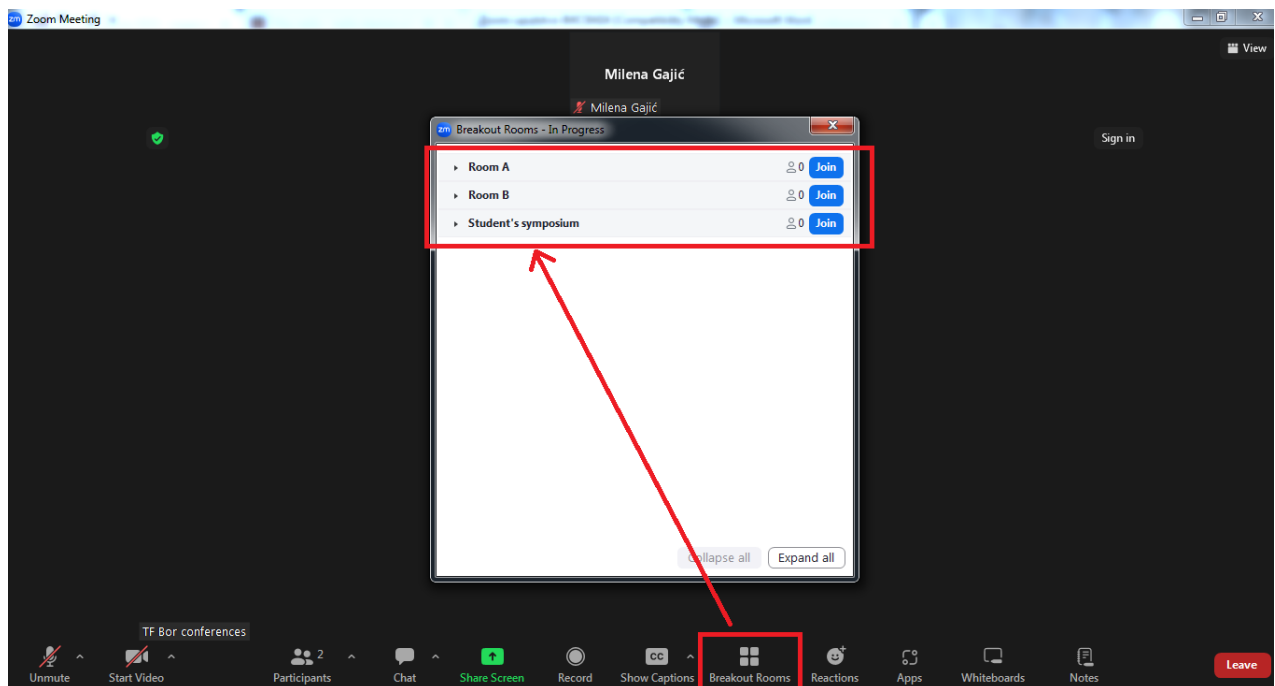 zm Zoom Meeting
View
Milena Gajić
Milena Gajić
zm Breakout Rooms - In Progress
Sign in
Room A 0 Join
Room B 0 Join
Student's symposium 0 Join
Collapse all Expand all
TF Bor conferences
2
CC
Unmute Start Video Participants Chat Share Screen Record Show Captions Breakout Rooms Reactions Apps Whiteboards Notes
Leave